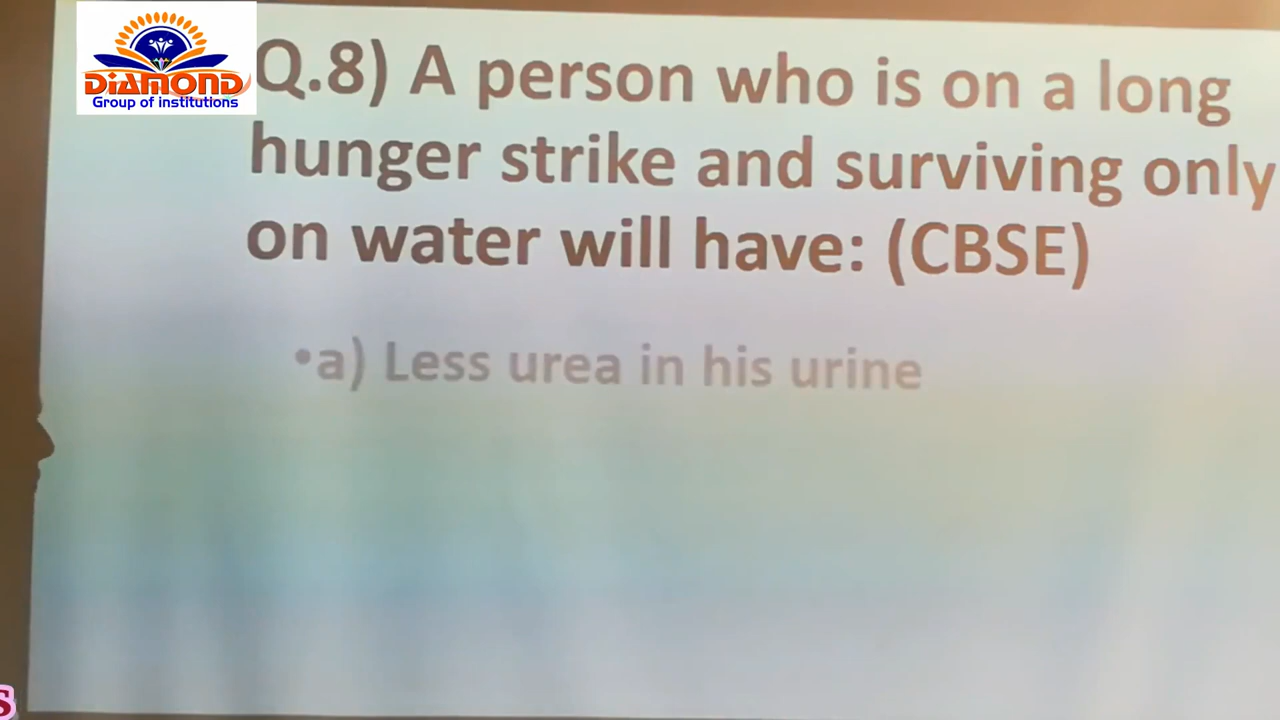 DIAMOND
Group of institutions
Q.8) A person who is on a long
hunger strike and surviving only
on water will have: (CBSE)
•a) Less urea in his urine
S